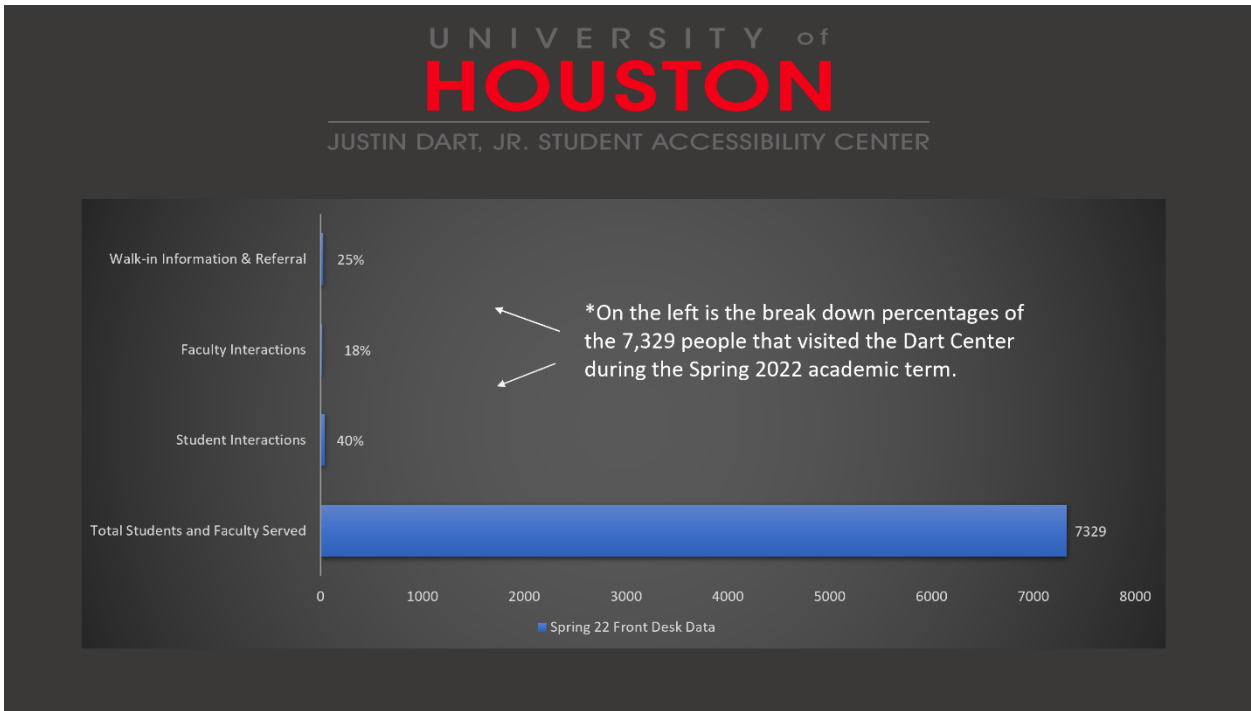 UNIVERSITY of
HOUSTON
JUSTIN DART, JR. STUDENT ACCESSIBILITY CENTER
Walk-in Information & Referral
25%
Faculty Interactions
18%
Student Interactions
40%
Total Students and Faculty Served
7329
*On the left is the break down percentages of
the 7,329 people that visited the Dart Center
during the Spring 2022 academic term.
0 1000 2000 3000 4000 5000 6000 7000 8000
Spring 22 Front Desk Data